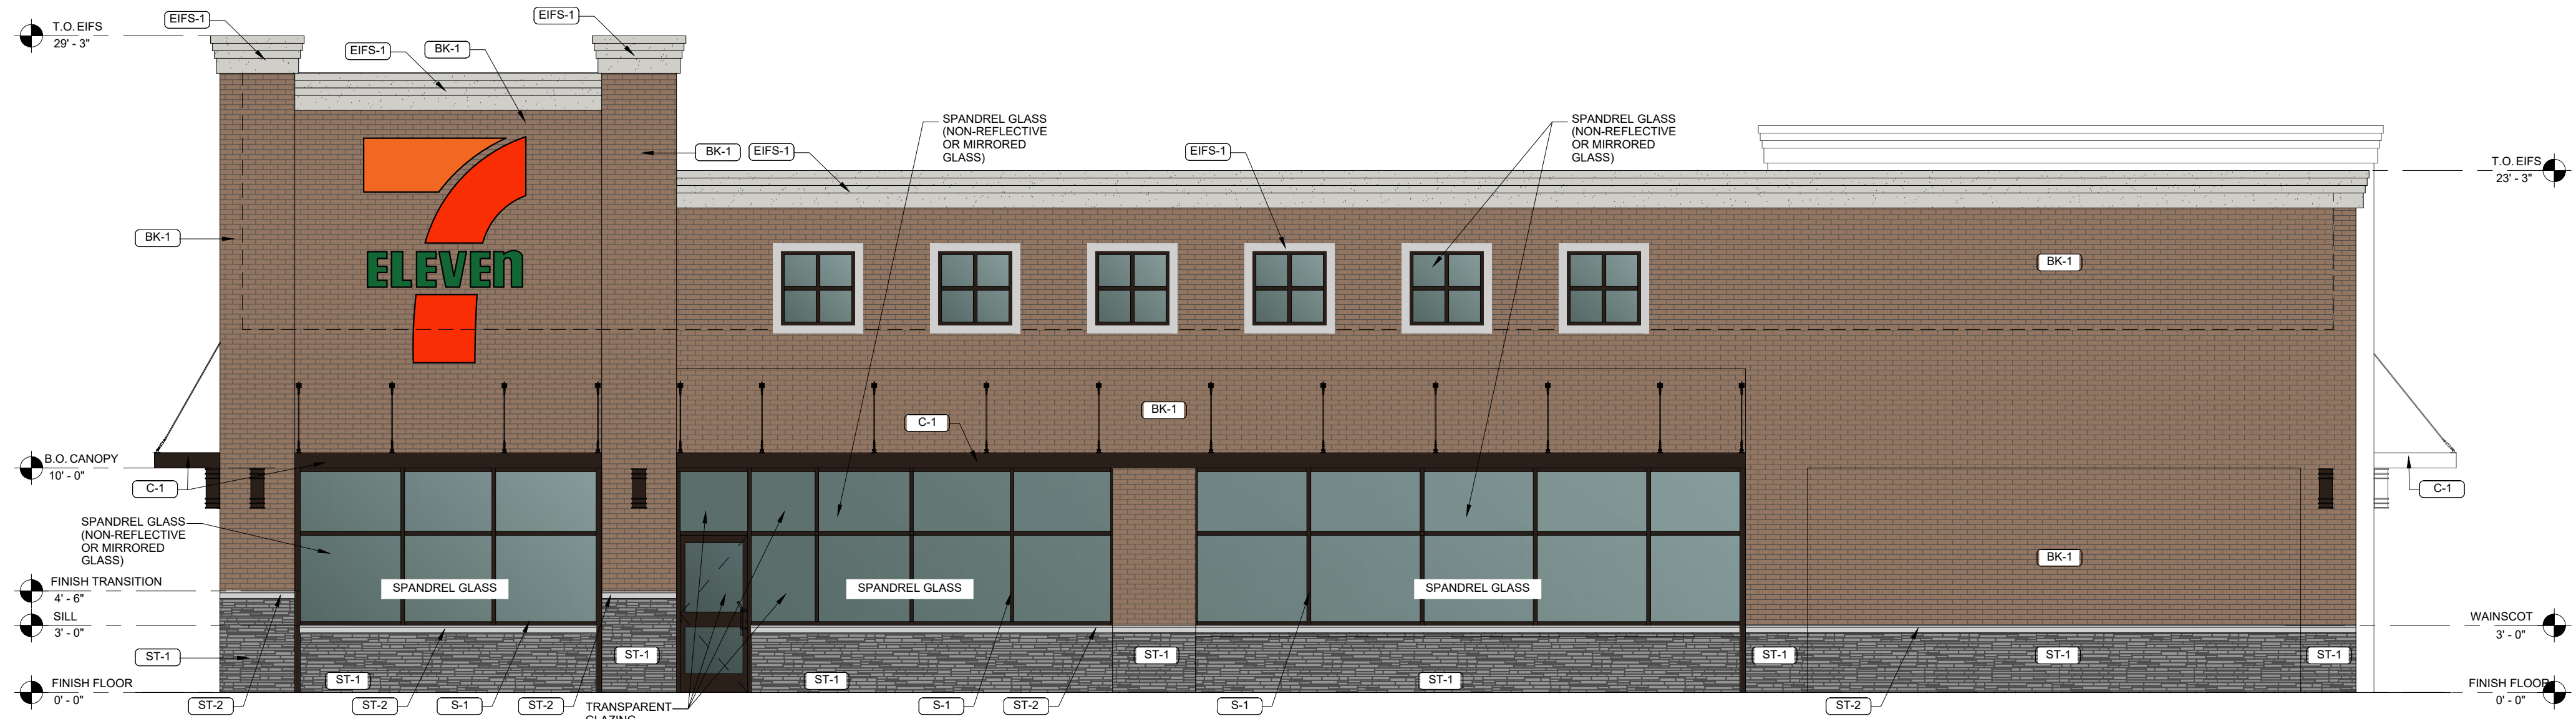 T.O. EIFS
29' - 3"
EIFS-1
EIFS-1
BK-1
EIFS-1
SPANDREL GLASS
(NON-REFLECTIVE
OR MIRRORED
GLASS)
SPANDREL GLASS
(NON-REFLECTIVE
OR MIRRORED
GLASS)
BK-1
EIFS-1
EIFS-1
T.O. EIFS
23' - 3"
7
ELEVEn
BK-1
BK-1
BK-1
C-1
B.O. CANOPY
10' - 0"
C-1
C-1
SPANDREL GLASS
(NON-REFLECTIVE
OR MIRRORED
GLASS)
BK-1
FINISH TRANSITION
4' - 6"
SPANDREL GLASS
SPANDREL GLASS
SPANDREL GLASS
SILL
3' - 0"
WAINSCOT
3' - 0"
ST-1
ST-1
ST-1
ST-1
ST-1
ST-1
ST-1
ST-1
ST-1
FINISH FLOOR
0' - 0"
FINISH FLOOR
0' - 0"
ST-2
ST-2
S-1
ST-2
TRANSPARENT
GLAZING
S-1
ST-2
S-1
ST-2